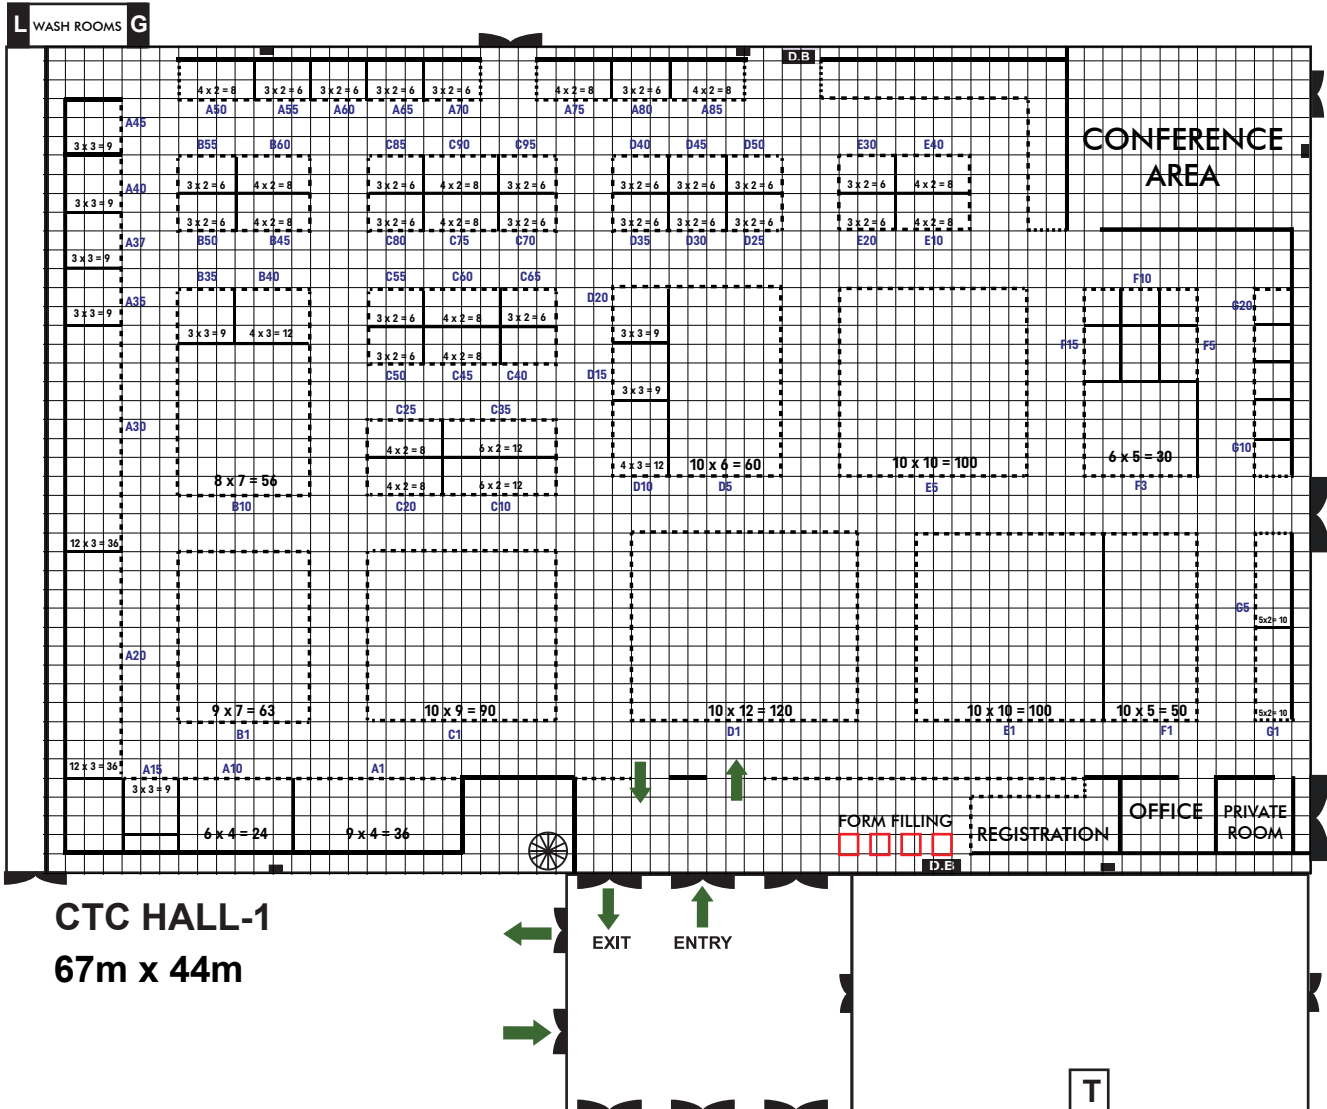 L WASH ROOMS G
D.B
4 x 2 = 8 3 x 2 = 6 3 x 2 = 6 3 x 2 = 6 3 x 2 = 6 4 x 2 = 8 3 x 2 = 6 4 x 2 = 8
A50 A55 A60 A65 A70 A75 A80 A85
A45
CONFERENCE
AREA
3 x 3 = 9
B55 B60 C85 C90 C95 D40 D45 D50 E30 E40
A40
3 x 2 = 6 4 x 2 = 8 3 x 2 = 6 4 x 2 = 8 3 x 2 = 6 3 x 2 = 6 3 x 2 = 6 3 x 2 = 6 3 x 2 = 6 4 x 2 = 8
3 x 3 = 9
3 x 2 = 6 4 x 2 = 8 3 x 2 = 6 4 x 2 = 8 3 x 2 = 6 3 x 2 = 6 3 x 2 = 6 3 x 2 = 6 3 x 2 = 6 4 x 2 = 8
A37 B50 B45 C80 C75 C70 D35 D30 D25 E20 E10
3 x 3 = 9
B35 B40 C55 C60 C65 F10
A35 D20 G20
3 x 3 = 9
3 x 2 = 6 4 x 2 = 8 3 x 2 = 6
3 x 3 = 9 4 x 3 = 12 3 x 3 = 9
F15 F5
3 x 2 = 6 4 x 2 = 8
C50 C45 C40 D15
3 x 3 = 9
C25 C35
A30
4 x 2 = 8 6 x 2 = 12 G10
4 x 3 = 12 10 x 6 = 60 10 x 10 = 100 6 x 5 = 30
8 x 7 = 56 4 x 2 = 8 6 x 2 = 12 D10 D5 E5 F3
B10 C20 C10
12 x 3 = 36
G5
5x2= 10
A20
9 x 7 = 63 10 x 9 = 90 10 x 12 = 120 10 x 10 = 100 10 x 5 = 50 5x2= 10
B1 C1 D1 E1 F1 G1
12 x 3 = 36 A15 A10 A1
3 x 3 = 9
6 x 4 = 24 9 x 4 = 36
FORM FILLING
REGISTRATION
OFFICE
PRIVATE
ROOM
D.B
CTC HALL-1
67m x 44m
EXIT ENTRY
T